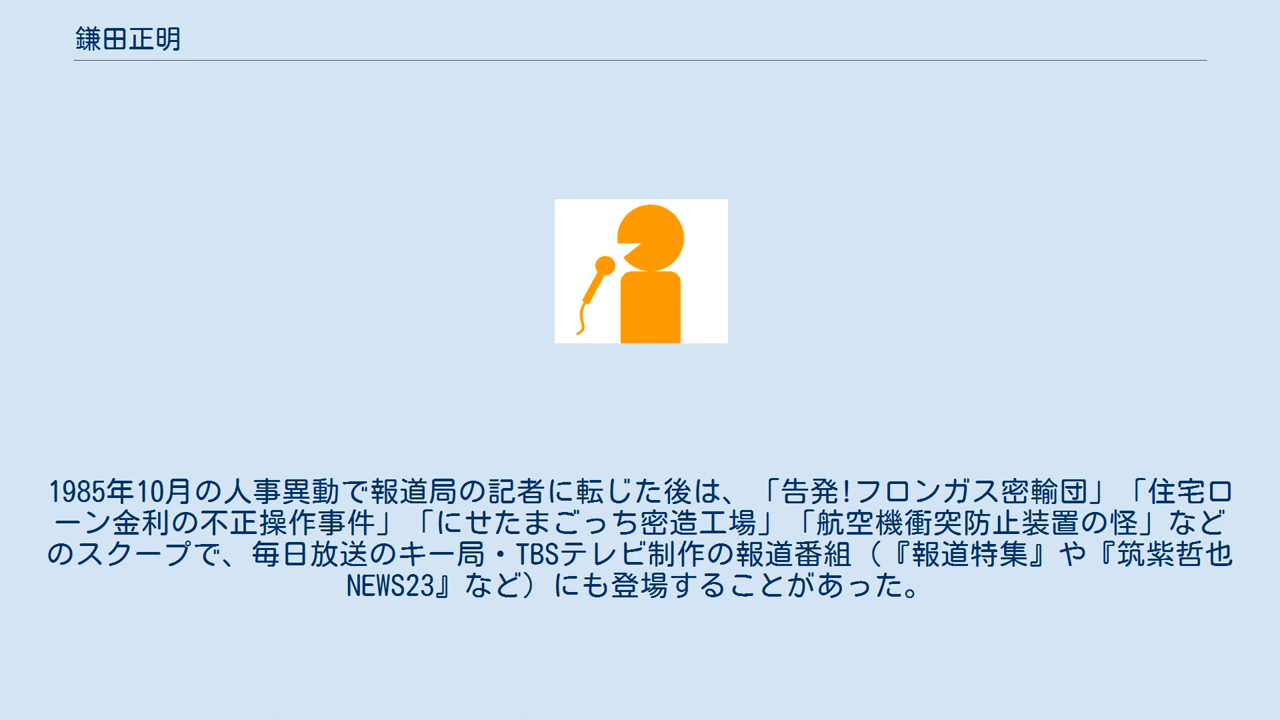 鎌田正明
1985年10月の人事異動で報道局の記者に転じた後は、「告発!フロンガス密輸団」「住宅ロ
ーン金利の不正操作事件」「にせたまごっち密造工場」「航空機衝突防止装置の怪」など
のスクープで、毎日放送のキー局・TBSテレビ制作の報道番組（『報道特集』や『筑紫哲也
NEWS23』など）にも登場することがあった。